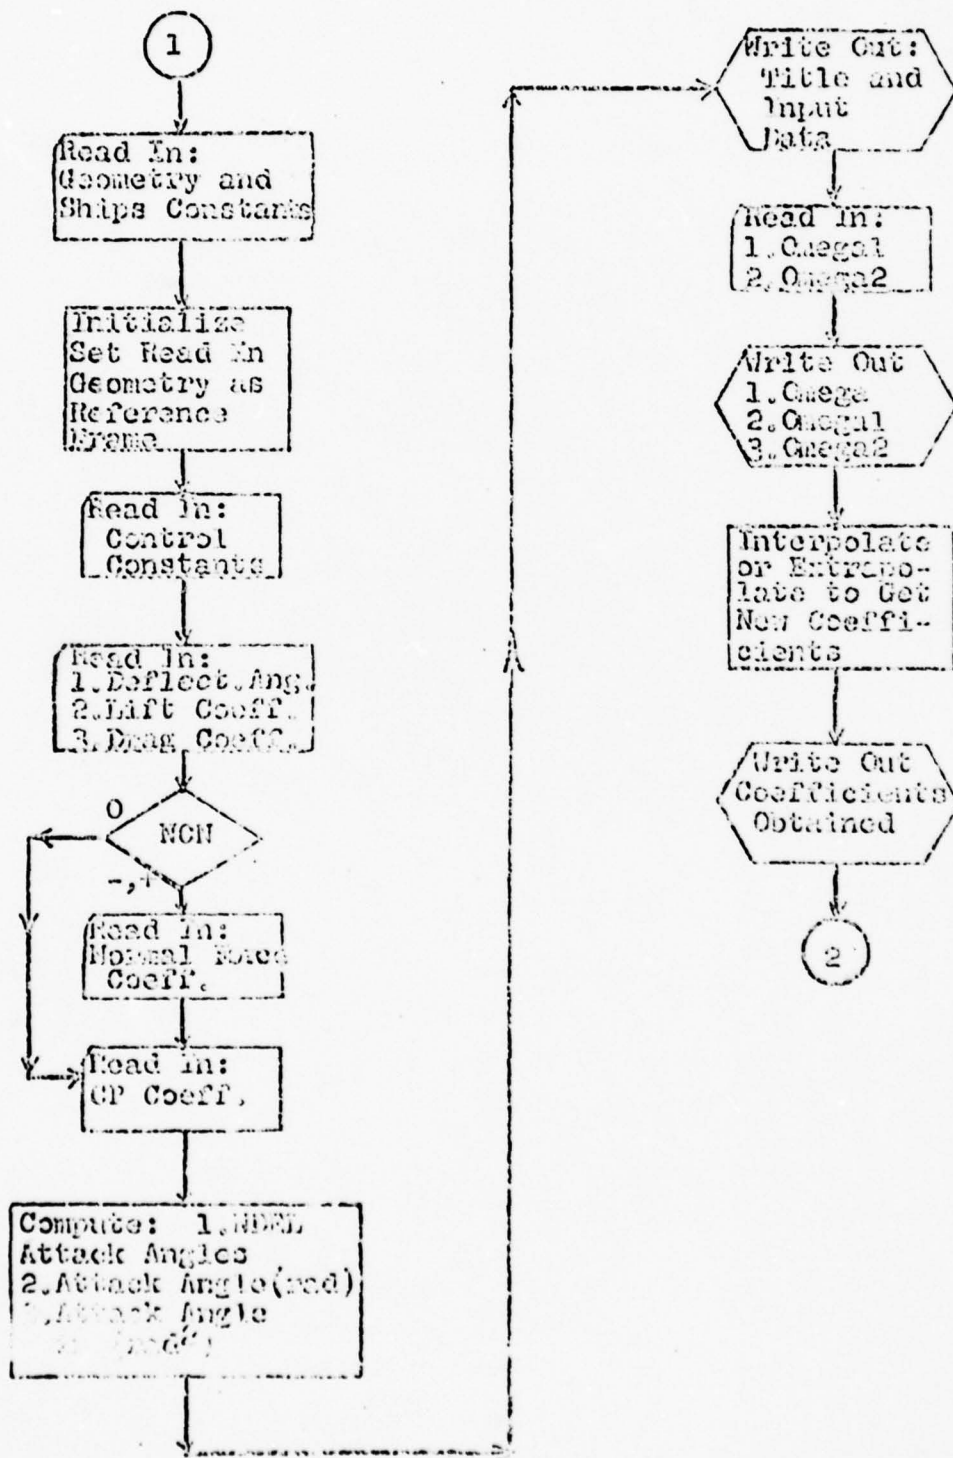 1
Read In:
Geometry and
Ships Constants
Initialize
Set Read In
Geometry as
Reference
Frame
Read In:
Control
Constants
Read In:
1.Deflect.Ang.
2.Lift Coeff.
3.Drag Coeff.
0
NCN
-,+
Read In:
Normal Force
Coeff.
Read In:
CP Coeff.
Compute: 1.NDEL
Attack Angles
2.Attack Angle(rad)
3.Attack Angle
Write Out:
Title and
Input
Data
Read In:
1.Omega1
2.Omega2
Write Out
1.Omega
2.Omega1
3.Omega2
Interpolate
or Extrapo-
late to Get
New Coeffi-
cients
Write Out
Coefficients
Obtained
2